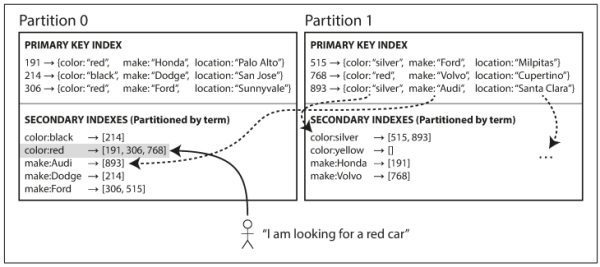 Partition 0
PRIMARY KEY INDEX
191 → {color: “red”, make: “Honda”, location: “Palo Alto”}
214 → {color: “black”, make: “Dodge”, location: “San Jose”}
306 → {color: “red”, make: “Ford”, location: “Sunnyvale”}
SECONDARY INDEXES (Partitioned by term)
color:black → [214]
color:red → [191, 306, 768]
make:Audi → [893]
make:Dodge → [214]
make:Ford → [306, 515]
Partition 1
PRIMARY KEY INDEX
515 → {color: “silver”, make: “Ford”, location: “Milpitas”}
768 → {color: “red”, make: “Volvo”, location: “Cupertino”}
893 → {color: “silver”, make: “Audi”, location: “Santa Clara”}
SECONDARY INDEXES (Partitioned by term)
color:silver → [515, 893]
color:yellow → []
make:Honda → [191]
make:Volvo → [768]
...
“I am looking for a red car”